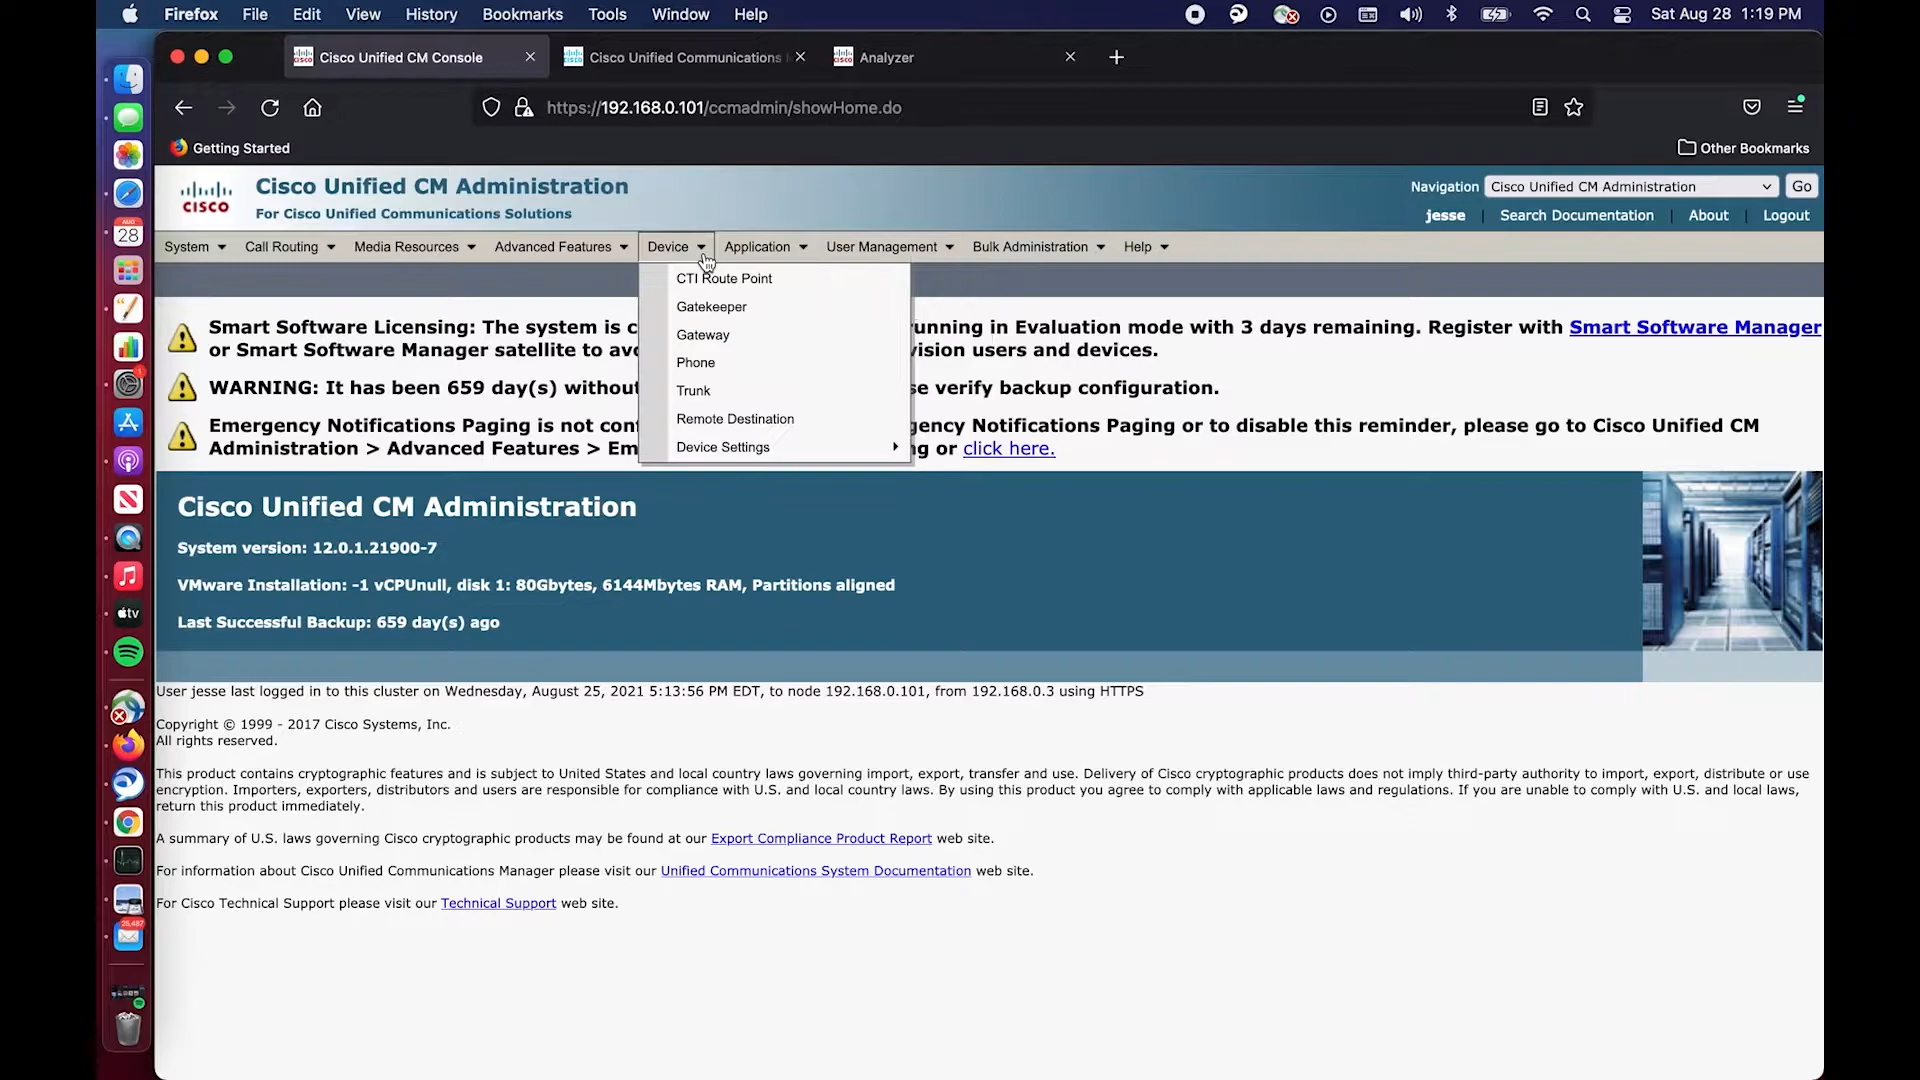 Firefox File Edit View History Bookmarks Tools Window Help Sat Aug 28 1:19 PM
Cisco Unified CM Console Cisco Unified Communications Analyzer
https://192.168.0.101/ccmadmin/showHome.do
Getting Started Other Bookmarks
CISCO
Cisco Unified CM Administration
For Cisco Unified Communications Solutions
Navigation Cisco Unified CM Administration Go
jesse | Search Documentation | About | Logout
System Call Routing Media Resources Advanced Features Device Application User Management Bulk Administration Help
CTI Route Point
Gatekeeper
Gateway
Phone
Trunk
Remote Destination
Device Settings
Smart Software Licensing: The system is c unning in Evaluation mode with 3 days remaining. Register with Smart Software Manager
or Smart Software Manager satellite to avo vision users and devices.
WARNING: It has been 659 day(s) without se verify backup configuration.
Emergency Notifications Paging is not con gency Notifications Paging or to disable this reminder, please go to Cisco Unified CM
Administration > Advanced Features > Em ng or click here.
Cisco Unified CM Administration
System version: 12.0.1.21900-7
VMware Installation: -1 vCPUnull, disk 1: 80Gbytes, 6144Mbytes RAM, Partitions aligned
Last Successful Backup: 659 day(s) ago
User jesse last logged in to this cluster on Wednesday, August 25, 2021 5:13:56 PM EDT, to node 192.168.0.101, from 192.168.0.3 using HTTPS
Copyright © 1999 - 2017 Cisco Systems, Inc.
All rights reserved.
This product contains cryptographic features and is subject to United States and local country laws governing import, export, transfer and use. Delivery of Cisco cryptographic products does not imply third-party authority to import, export, distribute or use
encryption. Importers, exporters, distributors and users are responsible for compliance with U.S. and local country laws. By using this product you agree to comply with applicable laws and regulations. If you are unable to comply with U.S. and local laws,
return this product immediately.
A summary of U.S. laws governing Cisco cryptographic products may be found at our Export Compliance Product Report web site.
For information about Cisco Unified Communications Manager please visit our Unified Communications System Documentation web site.
For Cisco Technical Support please visit our Technical Support web site.
AUG
28
1
tv
25,487